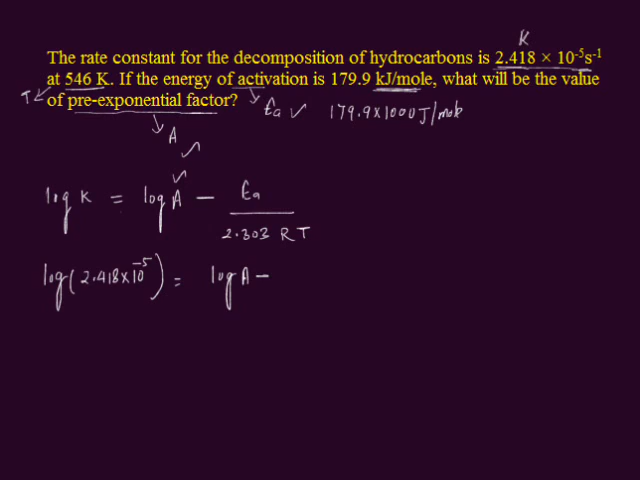 K
The rate constant for the decomposition of hydrocarbons is 2.418 × 10⁻⁵s⁻¹
at 546 K. If the energy of activation is 179.9 kJ/mole, what will be the value
T of pre-exponential factor? Ea ✓ 179.9×1000 J/mole
A
log K = log A − Ea
2.303 RT
log(2.418×10⁻⁵) = log A −